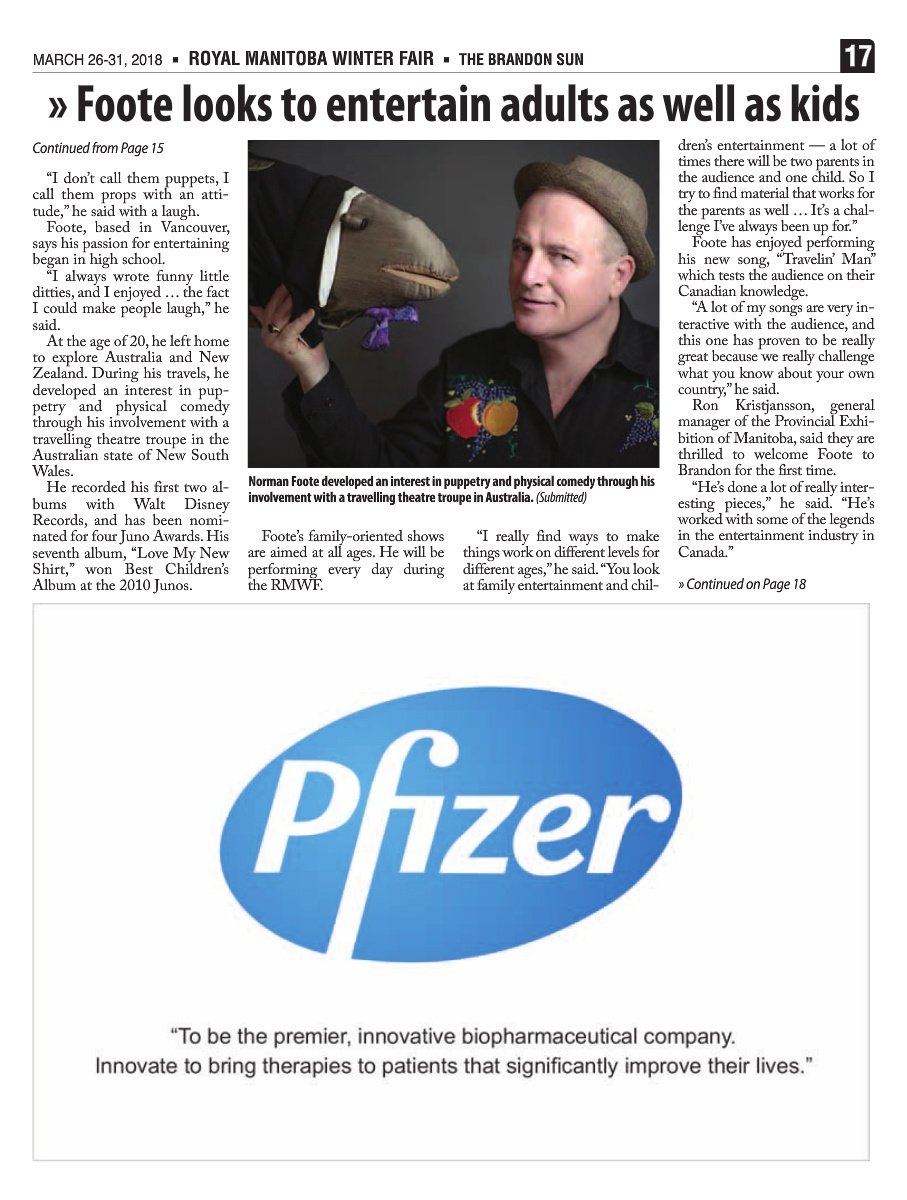 MARCH 26-31, 2018 ▪ ROYAL MANITOBA WINTER FAIR ▪ THE BRANDON SUN
17
» Foote looks to entertain adults as well as kids
Continued from Page 15
“I don’t call them puppets, I
call them props with an atti-
tude,” he said with a laugh.
Foote, based in Vancouver,
says his passion for entertaining
began in high school.
“I always wrote funny little
ditties, and I enjoyed … the fact
I could make people laugh,” he
said.
At the age of 20, he left home
to explore Australia and New
Zealand. During his travels, he
developed an interest in pup-
petry and physical comedy
through his involvement with a
travelling theatre troupe in the
Australian state of New South
Wales.
He recorded his first two al-
bums with Walt Disney
Records, and has been nomi-
nated for four Juno Awards. His
seventh album, “Love My New
Shirt,” won Best Children’s
Album at the 2010 Junos.
Norman Foote developed an interest in puppetry and physical comedy through his
involvement with a travelling theatre troupe in Australia. (Submitted)
Foote’s family-oriented shows
are aimed at all ages. He will be
performing every day during
the RMWF.
“I really find ways to make
things work on different levels for
different ages,” he said. “You look
at family entertainment and chil-
dren’s entertainment — a lot of
times there will be two parents in
the audience and one child. So I
try to find material that works for
the parents as well … It’s a chal-
lenge I’ve always been up for.”
Foote has enjoyed performing
his new song, “Travelin’ Man”
which tests the audience on their
Canadian knowledge.
“A lot of my songs are very in-
teractive with the audience, and
this one has proven to be really
great because we really challenge
what you know about your own
country,” he said.
Ron Kristjansson, general
manager of the Provincial Exhi-
bition of Manitoba, said they are
thrilled to welcome Foote to
Brandon for the first time.
“He’s done a lot of really inter-
esting pieces,” he said. “He’s
worked with some of the legends
in the entertainment industry in
Canada.”
» Continued on Page 18
Pfizer
“To be the premier, innovative biopharmaceutical company.
Innovate to bring therapies to patients that significantly improve their lives.”